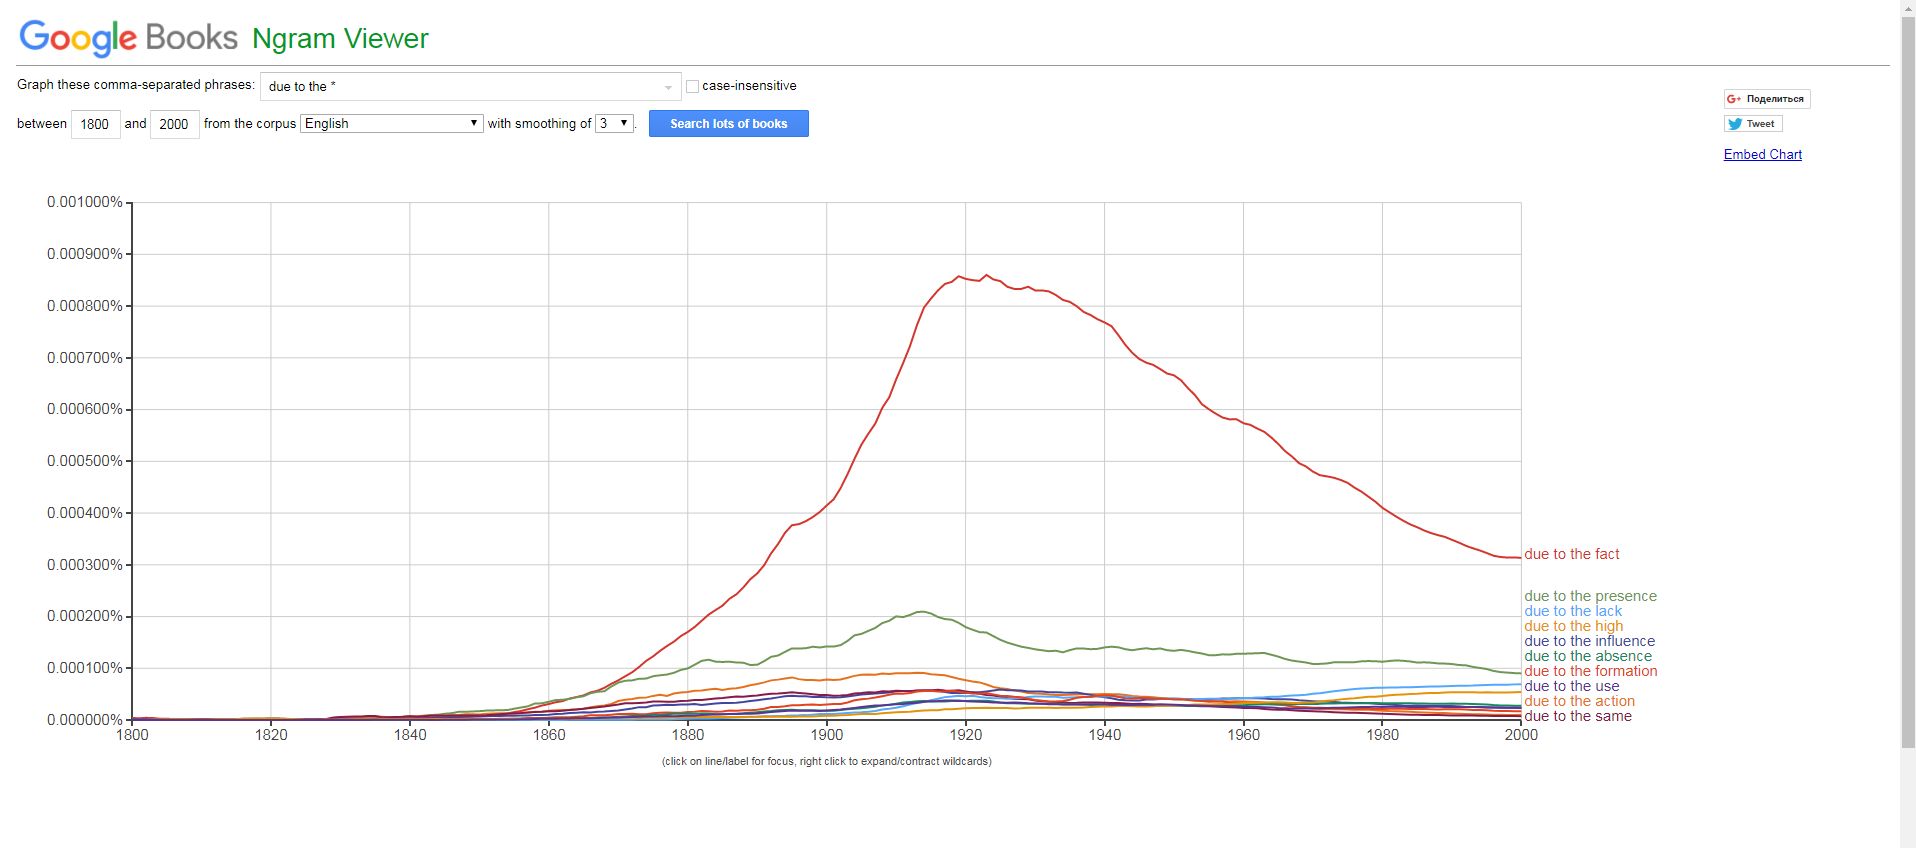 Google Books Ngram Viewer
Graph these comma-separated phrases: due to the * case-insensitive
between 1800 and 2000 from the corpus English with smoothing of 3 . Search lots of books
Поделиться
Tweet
Embed Chart
0.001000%
0.000900%
0.000800%
0.000700%
0.000600%
0.000500%
0.000400%
0.000300%
0.000200%
0.000100%
0.000000%
1800 1820 1840 1860 1880 1900 1920 1940 1960 1980 2000
due to the fact
due to the presence
due to the lack
due to the high
due to the influence
due to the absence
due to the formation
due to the use
due to the action
due to the same
(click on line/label for focus, right click to expand/contract wildcards)